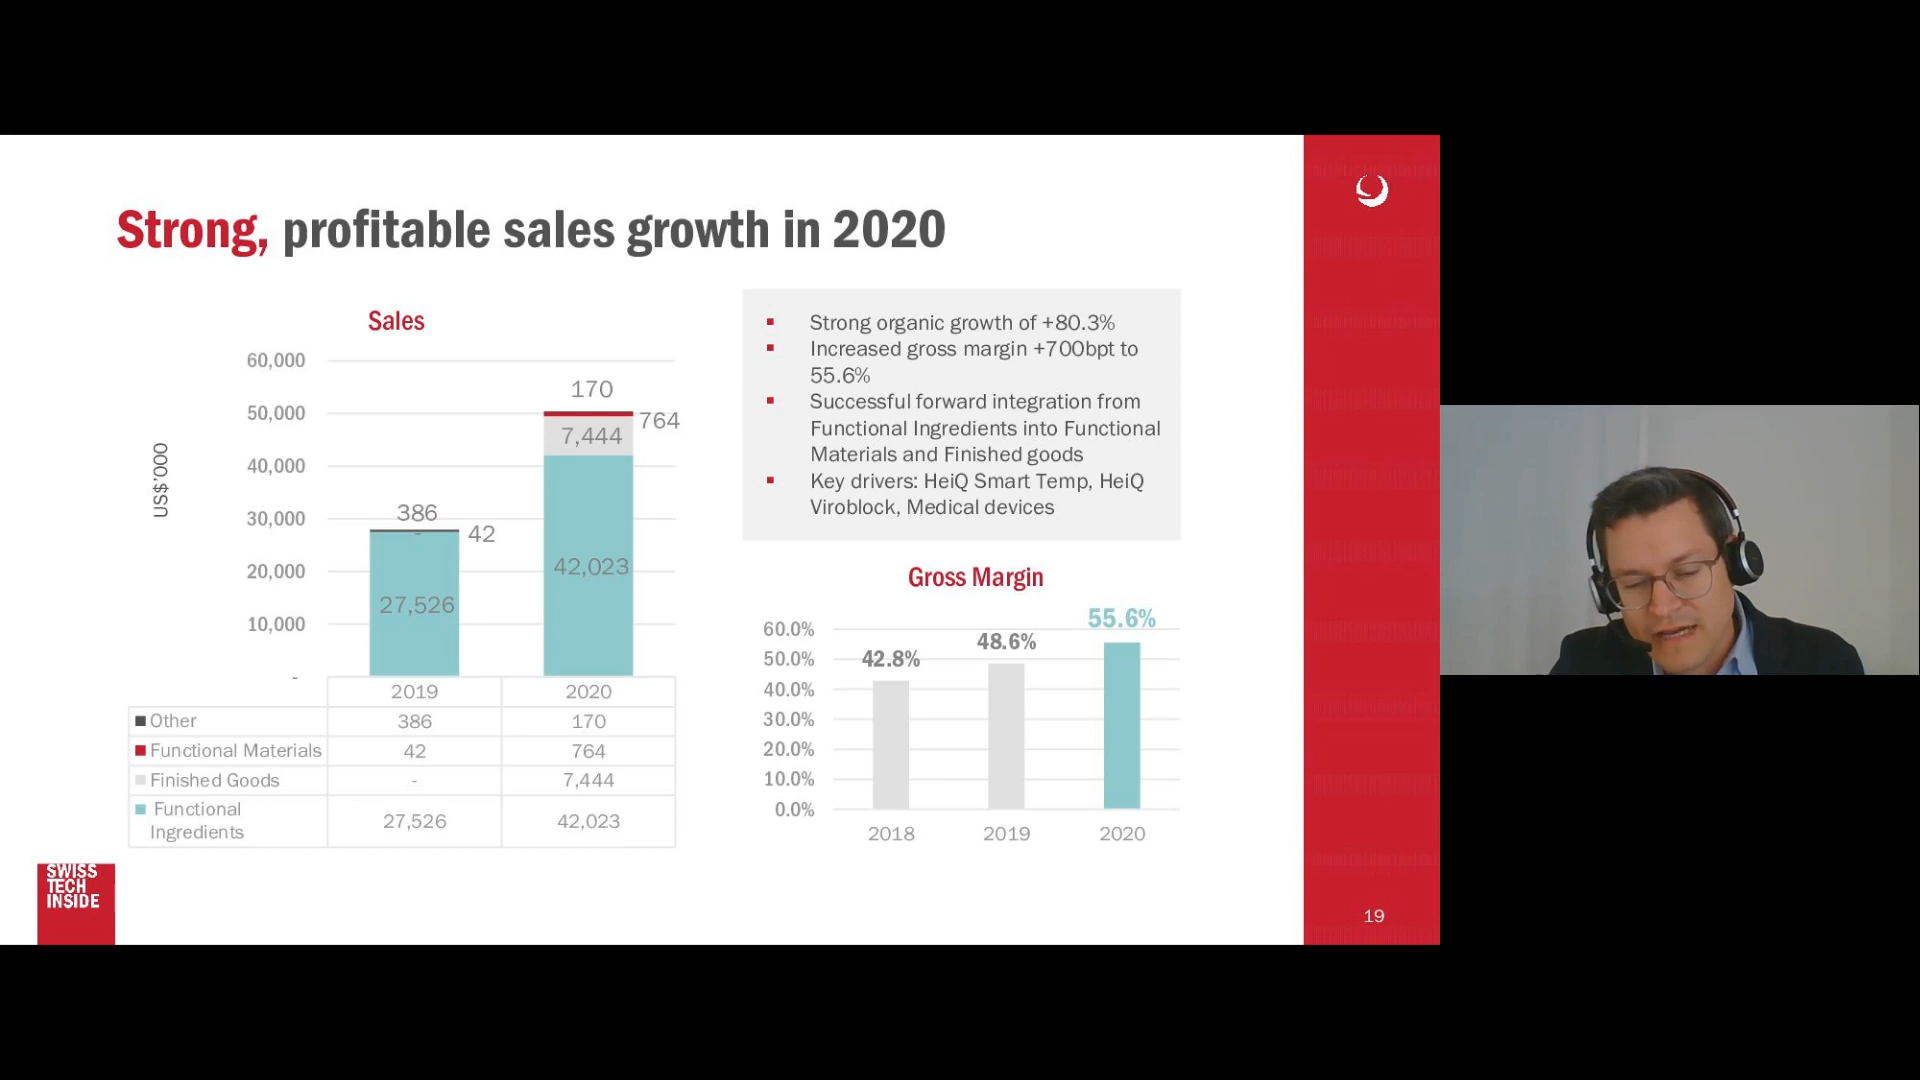 Strong, profitable sales growth in 2020
Sales
US$'000
60,000
50,000
40,000
30,000
20,000
10,000
-
386
-
42
27,526
170
764
7,444
42,023
2019 2020
Other 386 170
Functional Materials 42 764
Finished Goods - 7,444
Functional
Ingredients 27,526 42,023
Strong organic growth of +80.3%
Increased gross margin +700bpt to
55.6%
Successful forward integration from
Functional Ingredients into Functional
Materials and Finished goods
Key drivers: HeiQ Smart Temp, HeiQ
Viroblock, Medical devices
Gross Margin
60.0%
50.0%
40.0%
30.0%
20.0%
10.0%
0.0%
42.8%
48.6%
55.6%
2018 2019 2020
SWISS
TECH
INSIDE
19